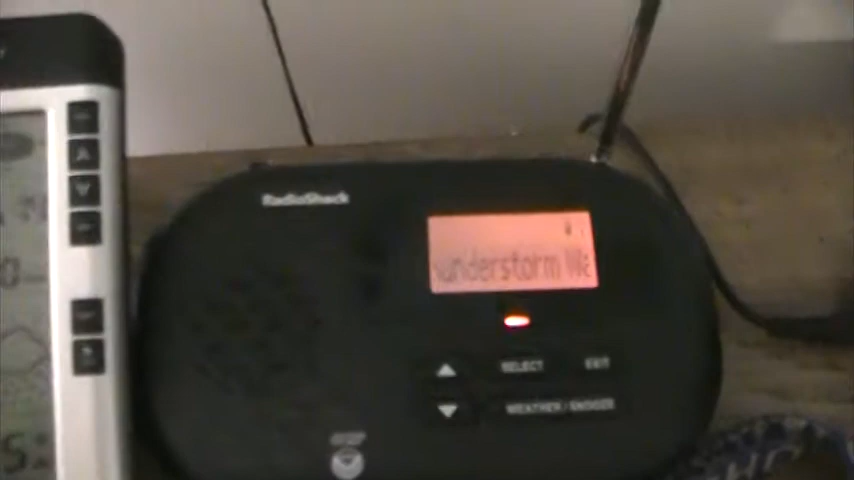 RadioShack
understorm Wa
SELECT
EXIT
WEATHER / SNOOZE